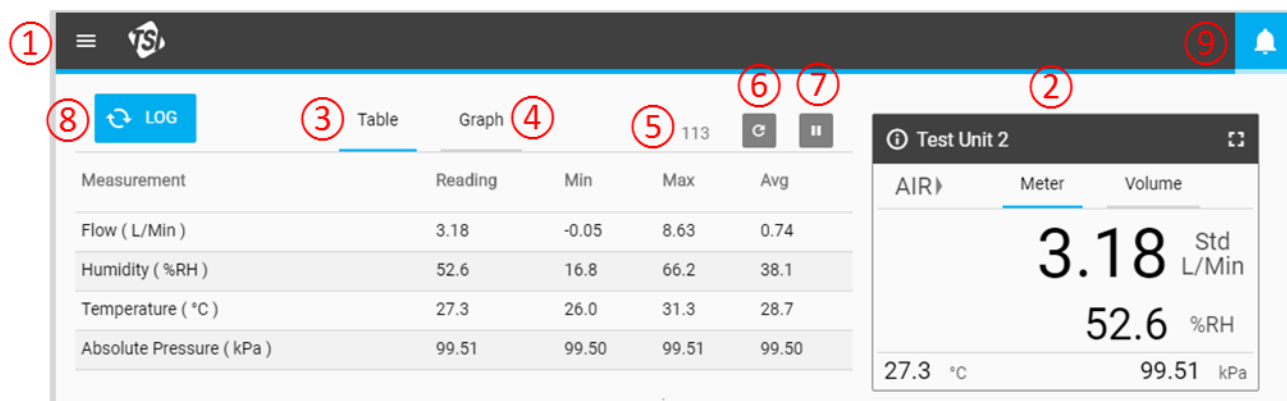 ① TSI ⑨
② 
⑧ LOG ③ Table Graph ④ ⑤ 113 ⑥ ⑦
Measurement Reading Min Max Avg
Flow ( L/Min ) 3.18 -0.05 8.63 0.74
Humidity ( %RH ) 52.6 16.8 66.2 38.1
Temperature ( °C ) 27.3 26.0 31.3 28.7
Absolute Pressure ( kPa ) 99.51 99.50 99.51 99.50
Test Unit 2
AIR Meter Volume
3.18 Std L/Min
52.6 %RH
27.3 °C 99.51 kPa